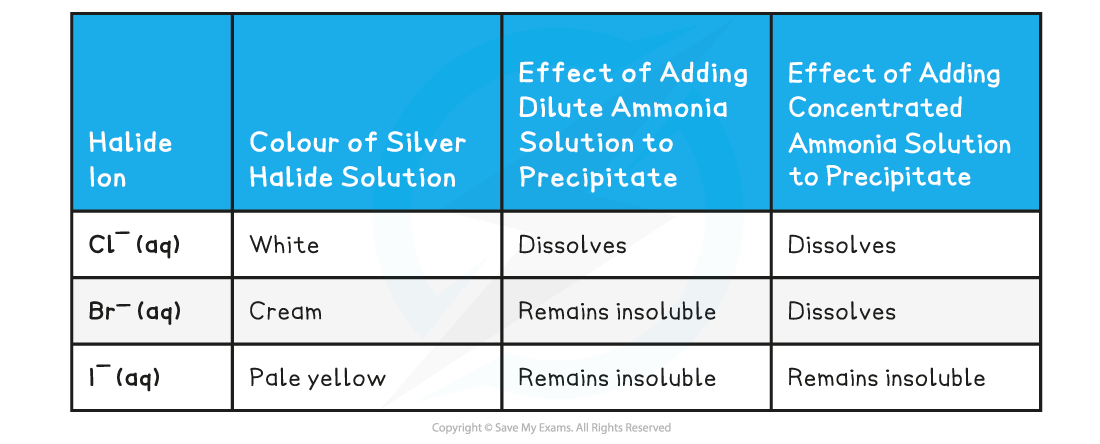 Halide
Ion
Colour of Silver
Halide Solution
Effect of Adding
Dilute Ammonia
Solution to
Precipitate
Effect of Adding
Concentrated
Ammonia Solution
to Precipitate
Cl⁻ (aq)
White
Dissolves
Dissolves
Br⁻ (aq)
Cream
Remains insoluble
Dissolves
I⁻ (aq)
Pale yellow
Remains insoluble
Remains insoluble
Copyright © Save My Exams. All Rights Reserved